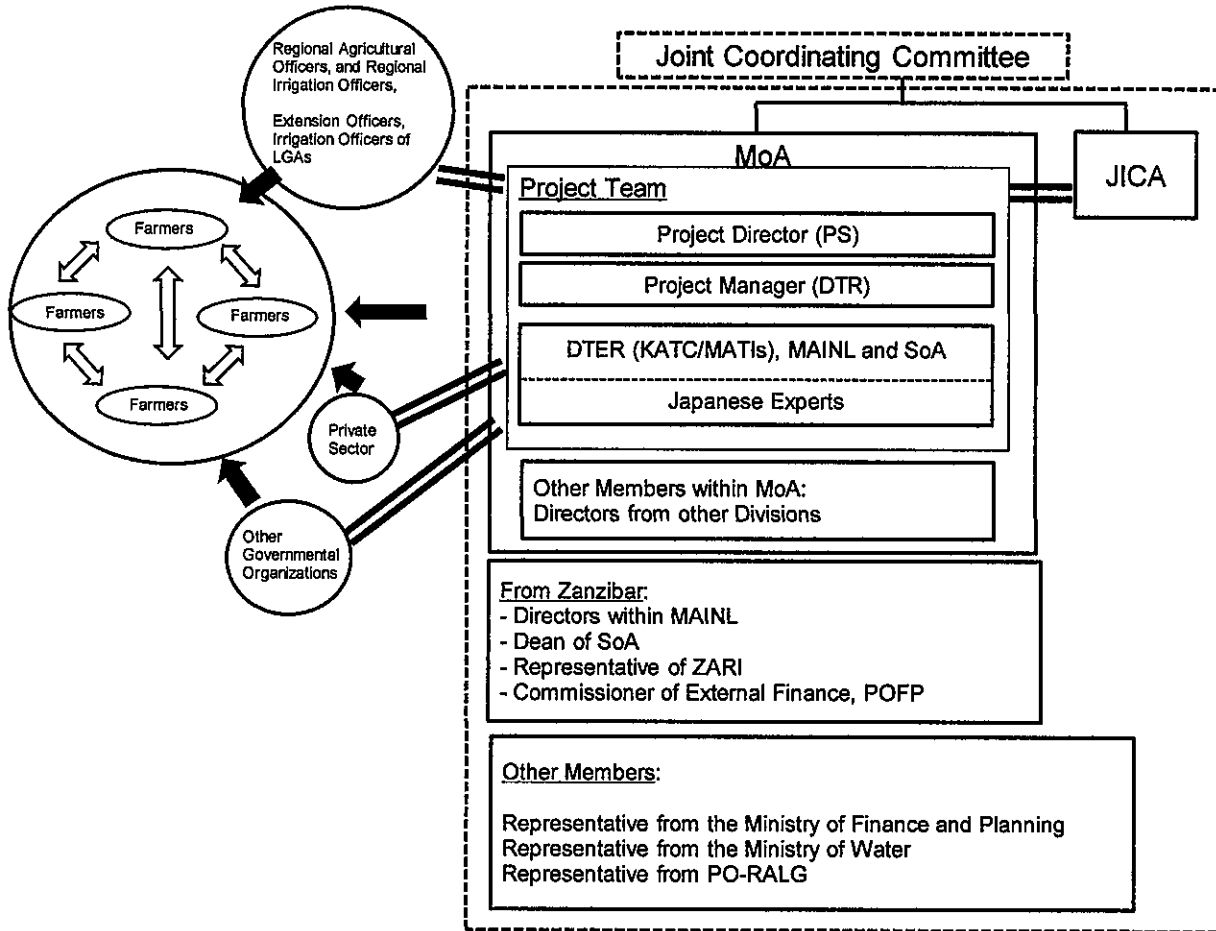 Regional Agricultural
Officers, and Regional
Irrigation Officers,
Extension Officers,
Irrigation Officers of
LGAs
Joint Coordinating Committee
MoA
JICA
Project Team
Project Director (PS)
Project Manager (DTR)
DTER (KATC/MATIs), MAINL and SoA
Japanese Experts
Farmers
Farmers
Farmers
Farmers
Private
Sector
Other
Governmental
Organizations
Other Members within MoA:
Directors from other Divisions
From Zanzibar:
- Directors within MAINL
- Dean of SoA
- Representative of ZARI
- Commissioner of External Finance, POFP
Other Members:
Representative from the Ministry of Finance and Planning
Representative from the Ministry of Water
Representative from PO-RALG